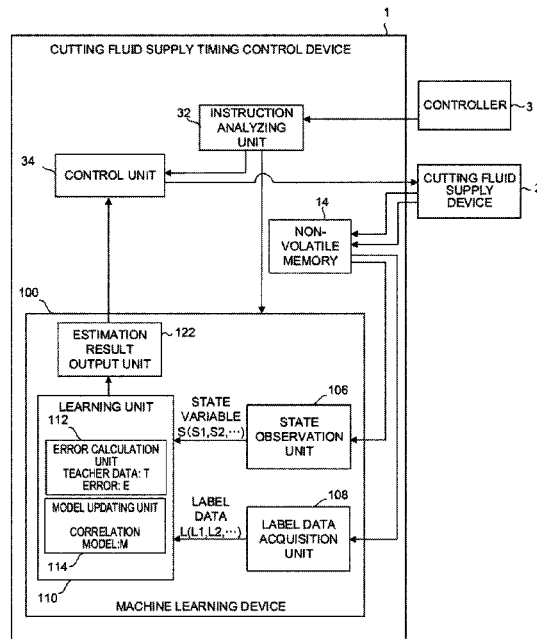 1
CUTTING FLUID SUPPLY TIMING CONTROL DEVICE
32
INSTRUCTION
ANALYZING
UNIT
CONTROLLER
3
34
CONTROL UNIT
CUTTING FLUID
SUPPLY
DEVICE
2
14
NON-
VOLATILE
MEMORY
100
ESTIMATION
RESULT
OUTPUT UNIT
122
LEARNING UNIT
112
ERROR CALCULATION
UNIT
TEACHER DATA: T
ERROR: E
MODEL UPDATING UNIT
CORRELATION
MODEL:M
114
110
STATE
VARIABLE
S(S1,S2,···)
106
STATE
OBSERVATION
UNIT
LABEL
DATA
L(L1,L2,···)
108
LABEL DATA
ACQUISITION
UNIT
MACHINE LEARNING DEVICE